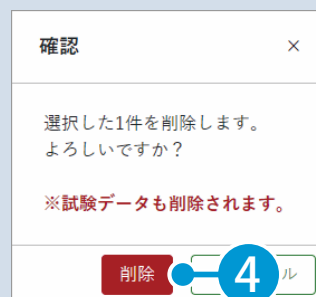 確認 ×
選択した1件を削除します。
よろしいですか？
※試験データも削除されます。
削除 4 ル